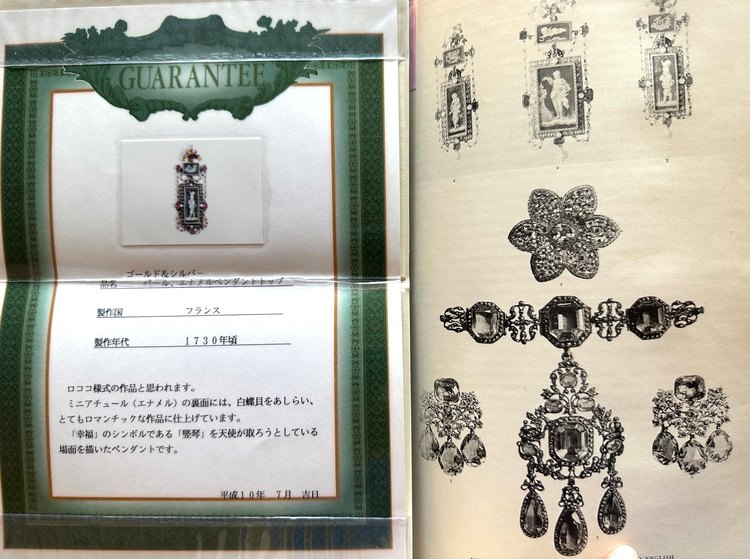 GUARANTEE
ゴールド＆シルバー
品名　パール、エナメルペンダントトップ
製作国　フランス
製作年代　１７３０年頃
ロココ様式の作品と思われます。
ミニアチュール（エナメル）の裏面には、白蝶貝をあしらい、
とてもロマンチックな作品に仕上げています。
「幸福」のシンボルである「竪琴」を天使が取ろうとしている
場面を描いたペンダントです。
平成１０年　７月　吉日
ENGLISH